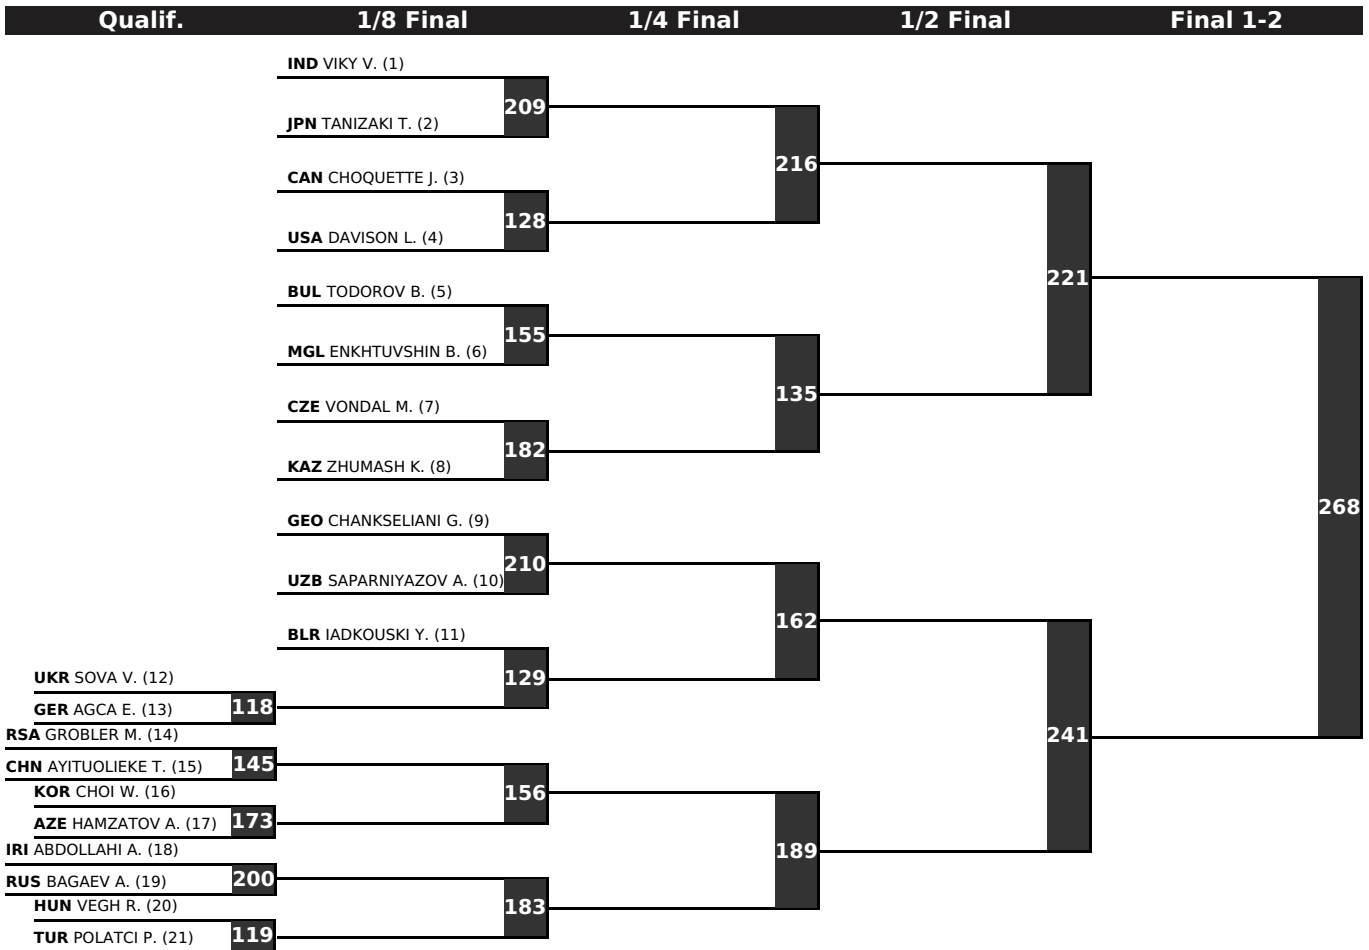 Qualif. 1/8 Final 1/4 Final 1/2 Final Final 1-2
IND VIKY V. (1)
209
JPN TANIZAKI T. (2)
216
CAN CHOQUETTE J. (3)
128
USA DAVISON L. (4)
221
BUL TODOROV B. (5)
155
MGL ENKHTUVSHIN B. (6)
135
CZE VONDAL M. (7)
182
KAZ ZHUMASH K. (8)
268
GEO CHANKSELIANI G. (9)
210
UZB SAPARNIYAZOV A. (10)
162
BLR IADKOUSKI Y. (11)
129
UKR SOVA V. (12)
118
GER AGCA E. (13)
241
RSA GROBLER M. (14)
145
CHN AYITUOLIEKE T. (15)
156
KOR CHOI W. (16)
173
AZE HAMZATOV A. (17)
189
IRI ABDOLLAHI A. (18)
200
RUS BAGAEV A. (19)
183
HUN VEGH R. (20)
119
TUR POLATCI P. (21)